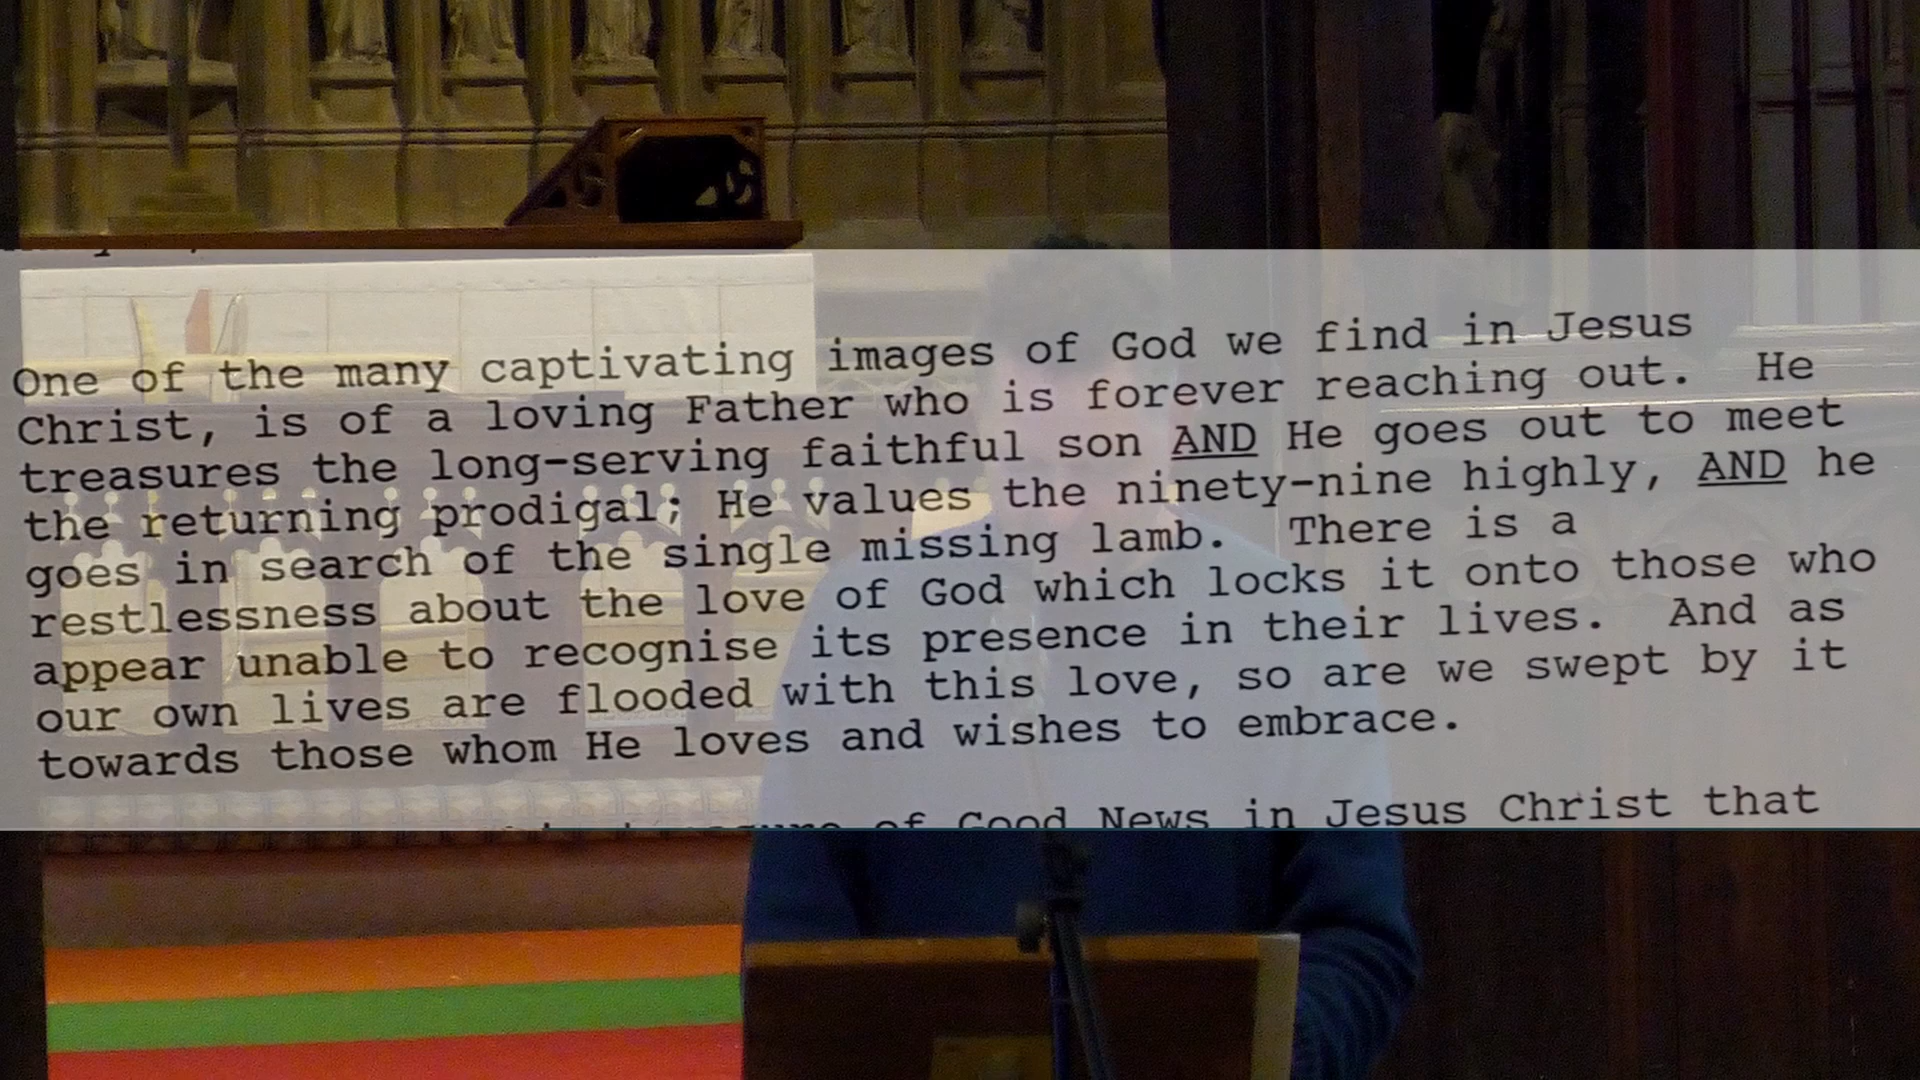 One of the many captivating images of God we find in Jesus
Christ, is of a loving Father who is forever reaching out. He
treasures the long-serving faithful son AND He goes out to meet
the returning prodigal; He values the ninety-nine highly, AND he
goes in search of the single missing lamb. There is a
restlessness about the love of God which locks it onto those who
appear unable to recognise its presence in their lives. And as
our own lives are flooded with this love, so are we swept by it
towards those whom He loves and wishes to embrace.
of Good News in Jesus Christ that